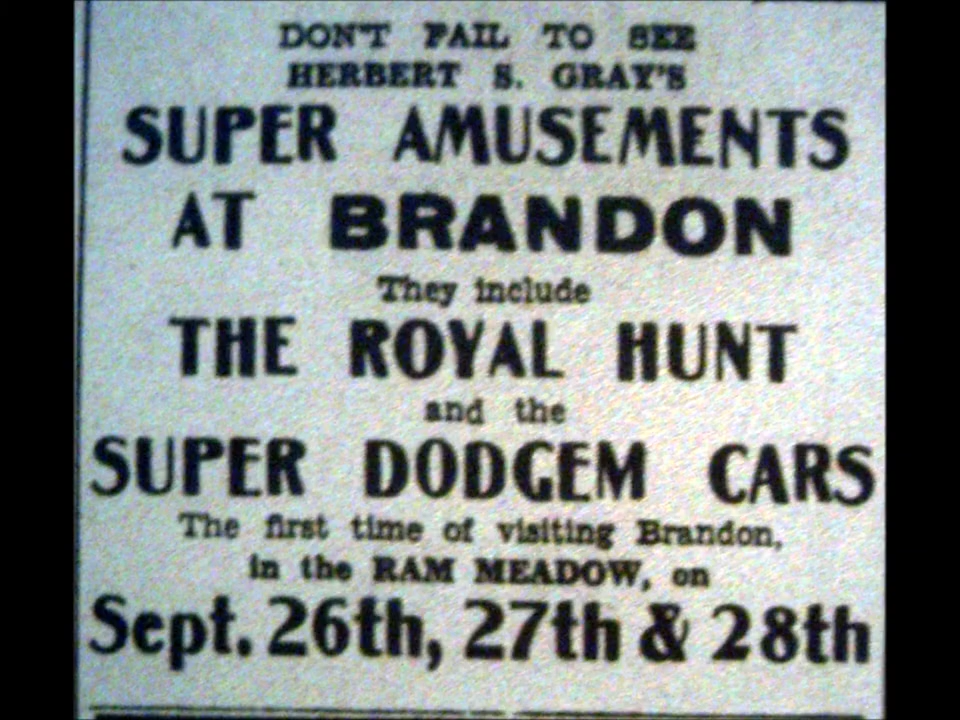 DON'T FAIL TO SEE
HERBERT S. GRAY'S
SUPER AMUSEMENTS
AT BRANDON
They include
THE ROYAL HUNT
and the
SUPER DODGEM CARS
The first time of visiting Brandon,
in the RAM MEADOW, on
Sept. 26th, 27th & 28th